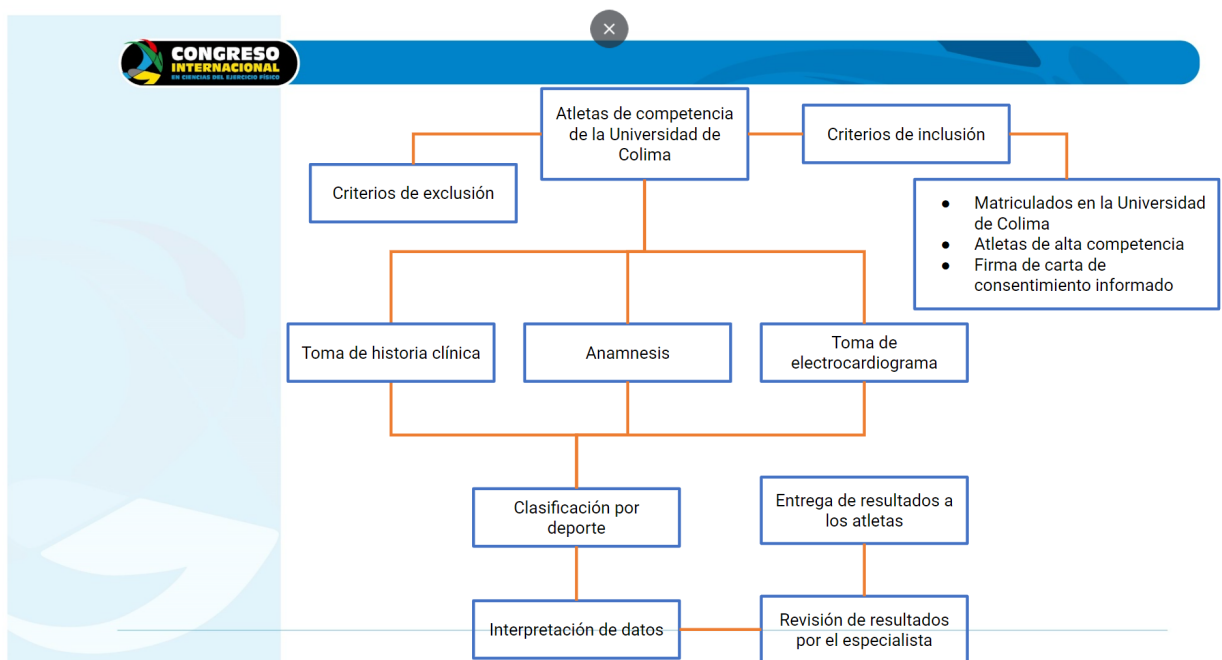 ×
CONGRESO
INTERNACIONAL
EN CIENCIAS DEL EJERCICIO FÍSICO
Atletas de competencia
de la Universidad de
Colima
Criterios de inclusión
Criterios de exclusión
● Matriculados en la Universidad
de Colima
● Atletas de alta competencia
● Firma de carta de
consentimiento informado
Toma de historia clínica
Anamnesis
Toma de
electrocardiograma
Clasificación por
deporte
Entrega de resultados a
los atletas
Interpretación de datos
Revisión de resultados
por el especialista